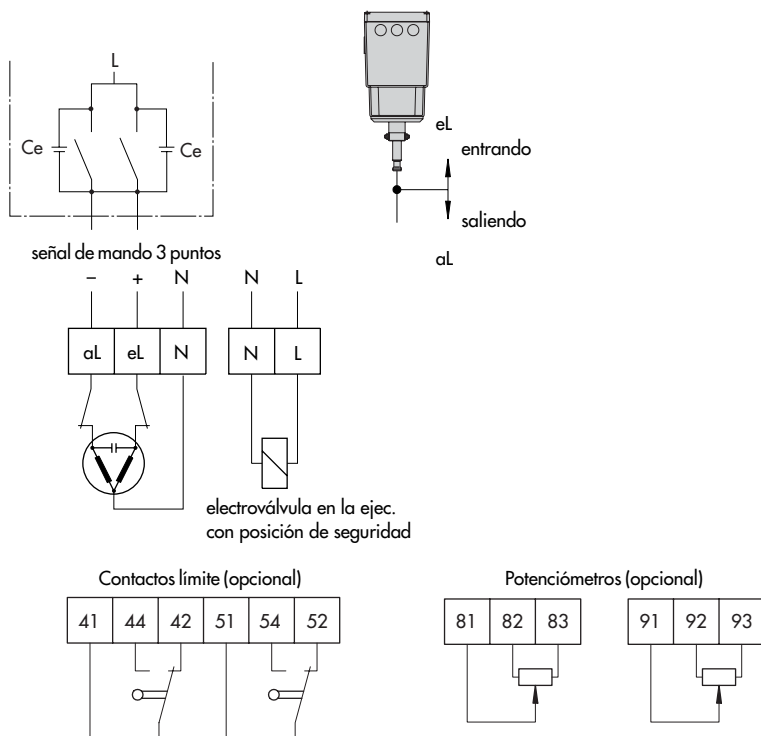 L
Ce
Ce
eL
entrando
saliendo
aL
señal de mando 3 puntos
– + N N L
aL eL N N L
electroválvula en la ejec.
con posición de seguridad
Contactos límite (opcional)
41 44 42 51 54 52
Potenciómetros (opcional)
81 82 83 91 92 93